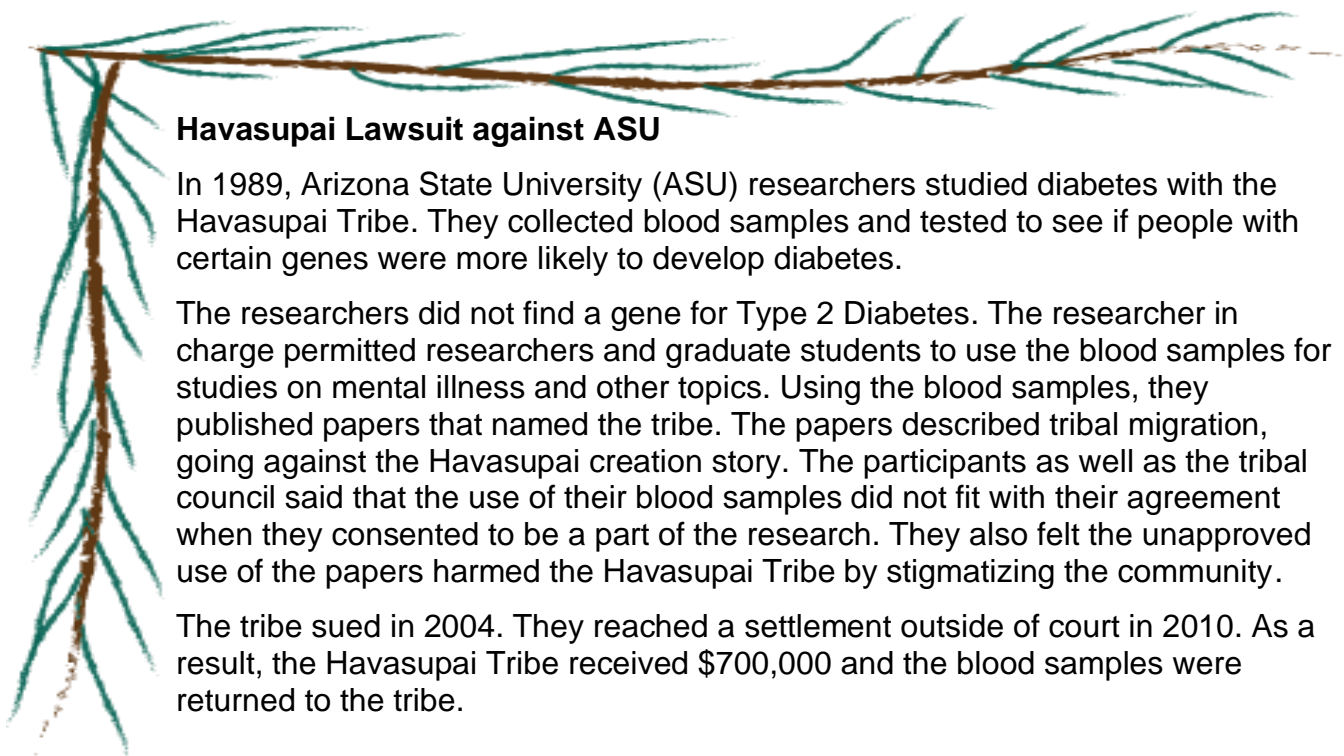 Havasupai Lawsuit against ASU
In 1989, Arizona State University (ASU) researchers studied diabetes with the
Havasupai Tribe. They collected blood samples and tested to see if people with
certain genes were more likely to develop diabetes.
The researchers did not find a gene for Type 2 Diabetes. The researcher in
charge permitted researchers and graduate students to use the blood samples for
studies on mental illness and other topics. Using the blood samples, they
published papers that named the tribe. The papers described tribal migration,
going against the Havasupai creation story. The participants as well as the tribal
council said that the use of their blood samples did not fit with their agreement
when they consented to be a part of the research. They also felt the unapproved
use of the papers harmed the Havasupai Tribe by stigmatizing the community.
The tribe sued in 2004. They reached a settlement outside of court in 2010. As a
result, the Havasupai Tribe received $700,000 and the blood samples were
returned to the tribe.